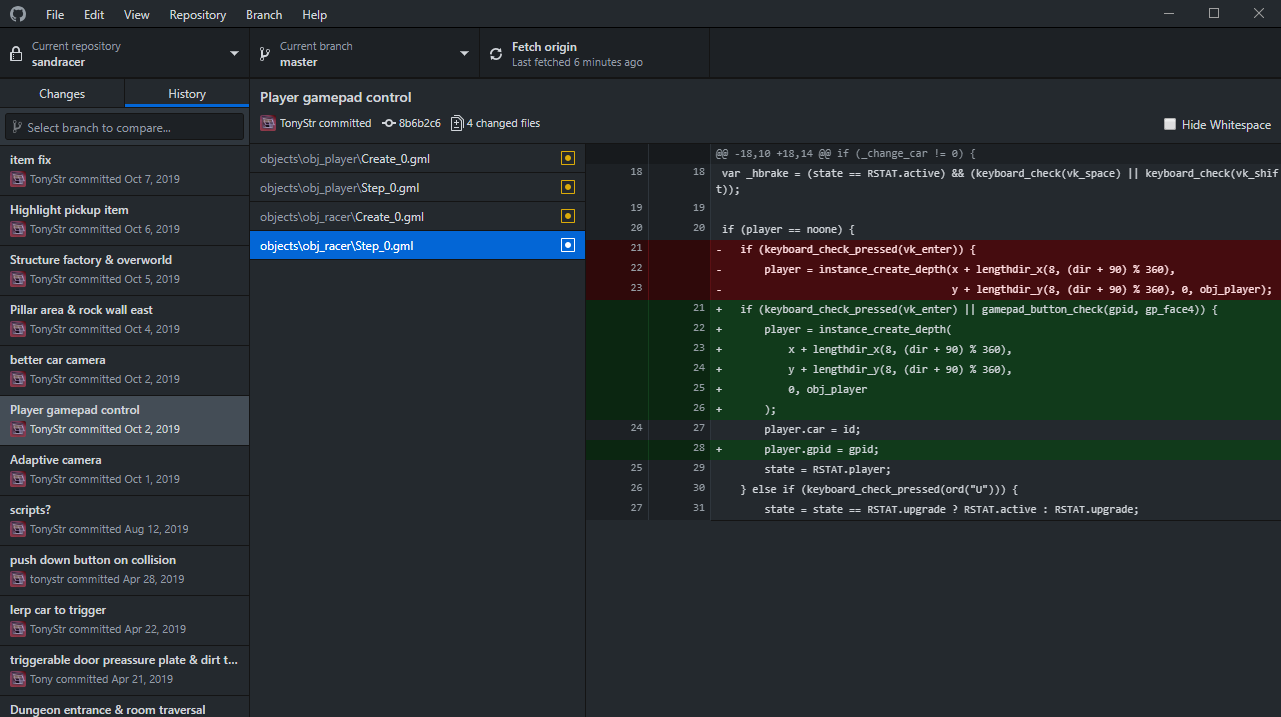 File Edit View Repository Branch Help
Current repository
sandracer
Current branch
master
Fetch origin
Last fetched 6 minutes ago
Changes History
Select branch to compare...
item fix
TonyStr committed Oct 7, 2019
Highlight pickup item
TonyStr committed Oct 6, 2019
Structure factory & overworld
TonyStr committed Oct 5, 2019
Pillar area & rock wall east
TonyStr committed Oct 4, 2019
better car camera
TonyStr committed Oct 2, 2019
Player gamepad control
TonyStr committed Oct 2, 2019
Adaptive camera
TonyStr committed Oct 1, 2019
scripts?
TonyStr committed Aug 12, 2019
push down button on collision
tonystr committed Apr 28, 2019
lerp car to trigger
TonyStr committed Apr 22, 2019
triggerable door preassure plate & dirt t...
Tony committed Apr 21, 2019
Dungeon entrance & room traversal
Player gamepad control
TonyStr committed 8b6b2c6 4 changed files
Hide Whitespace
objects\obj_player\Create_0.gml
objects\obj_player\Step_0.gml
objects\obj_racer\Create_0.gml
objects\obj_racer\Step_0.gml
@@ -18,10 +18,14 @@ if (_change_car != 0) {
18 18 var _hbrake = (state == RSTAT.active) && (keyboard_check(vk_space) || keyboard_check(vk_shif
t));
19 19
20 20 if (player == noone) {
21 - if (keyboard_check_pressed(vk_enter)) {
22 - player = instance_create_depth(x + lengthdir_x(8, (dir + 90) % 360),
23 - y + lengthdir_y(8, (dir + 90) % 360), 0, obj_player);
21 + if (keyboard_check_pressed(vk_enter) || gamepad_button_check(gpid, gp_face4)) {
22 + player = instance_create_depth(
23 + x + lengthdir_x(8, (dir + 90) % 360),
24 + y + lengthdir_y(8, (dir + 90) % 360),
25 + 0, obj_player
26 + );
24 27 player.car = id;
28 + player.gpid = gpid;
25 29 state = RSTAT.player;
26 30 } else if (keyboard_check_pressed(ord("U"))) {
27 31 state = state == RSTAT.upgrade ? RSTAT.active : RSTAT.upgrade;